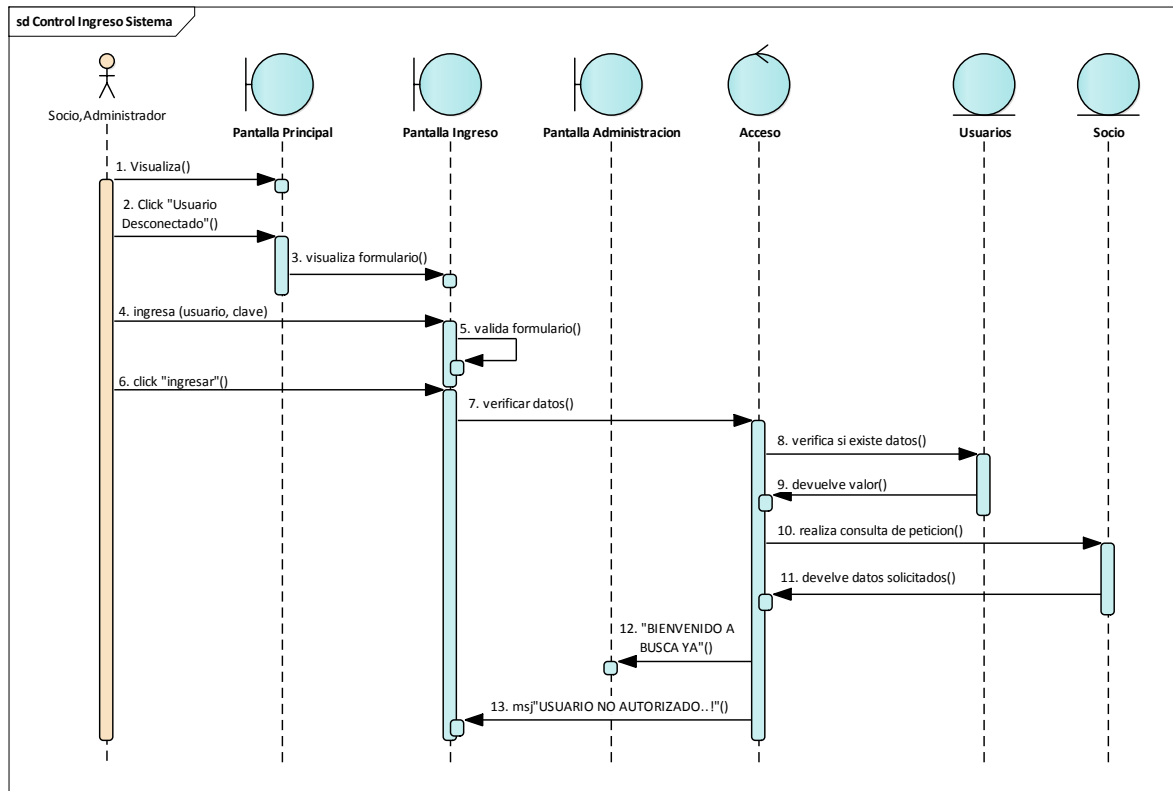 sd Control Ingreso Sistema
Socio,Administrador
Pantalla Principal
Pantalla Ingreso
Pantalla Administracion
Acceso
Usuarios
Socio
1. Visualiza()
2. Click "Usuario
Desconectado"()
3. visualiza formulario()
4. ingresa (usuario, clave)
5. valida formulario()
6. click "ingresar"()
7. verificar datos()
8. verifica si existe datos()
9. devuelve valor()
10. realiza consulta de peticion()
11. develve datos solicitados()
12. "BIENVENIDO A
BUSCA YA"()
13. msj"USUARIO NO AUTORIZADO..!"()